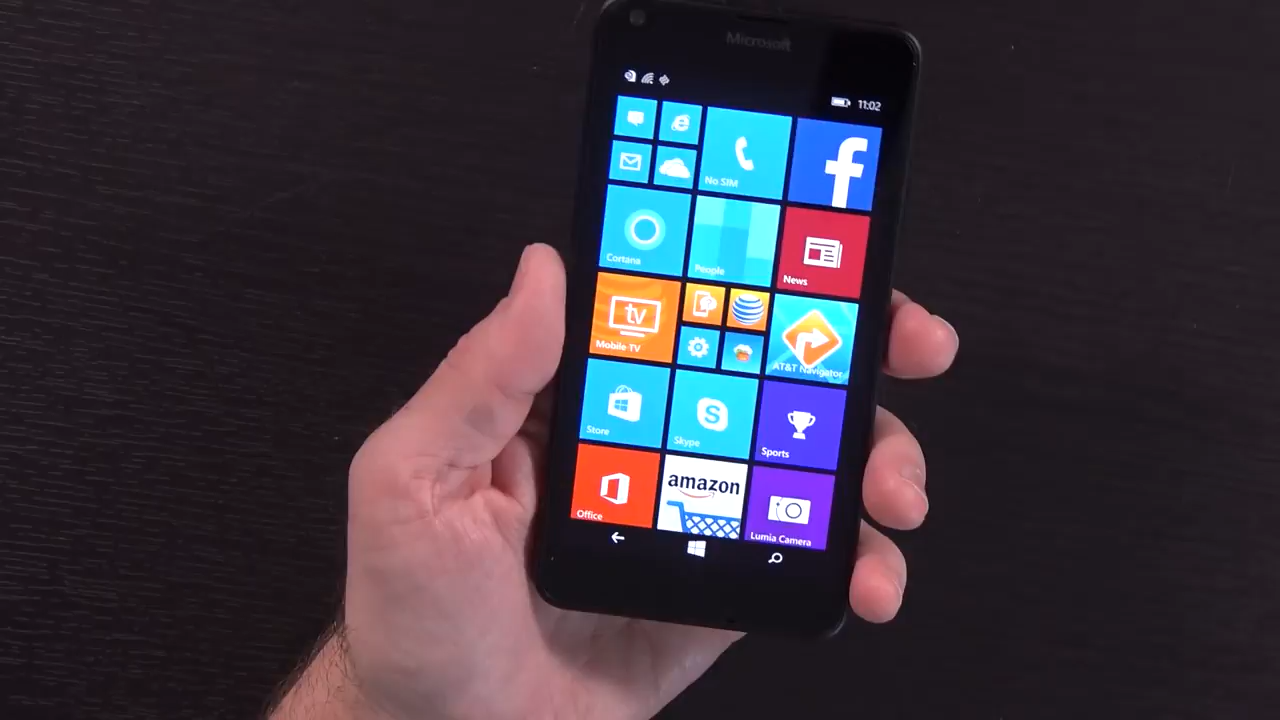 Microsoft
11:02
No SIM
Cortana
People
News
tv
Mobile TV
AT&T Navigator
Store
Skype
Sports
Office
amazon
Lumia Camera